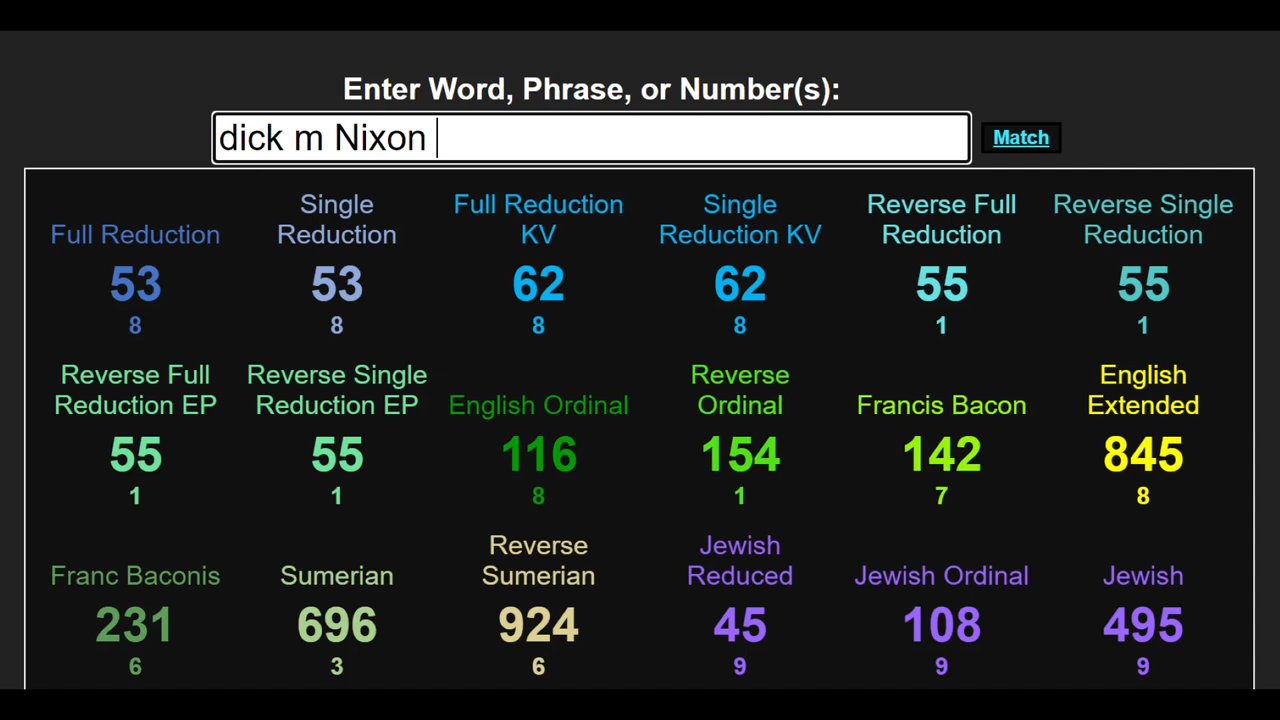 Enter Word, Phrase, or Number(s):
dick m Nixon
Match
Full Reduction
53
8
Single
Reduction
53
8
Full Reduction
KV
62
8
Single
Reduction KV
62
8
Reverse Full
Reduction
55
1
Reverse Single
Reduction
55
1
Reverse Full
Reduction EP
55
1
Reverse Single
Reduction EP
55
1
English Ordinal
116
8
Reverse
Ordinal
154
1
Francis Bacon
142
7
English
Extended
845
8
Franc Baconis
231
6
Sumerian
696
3
Reverse
Sumerian
924
6
Jewish
Reduced
45
9
Jewish Ordinal
108
9
Jewish
495
9